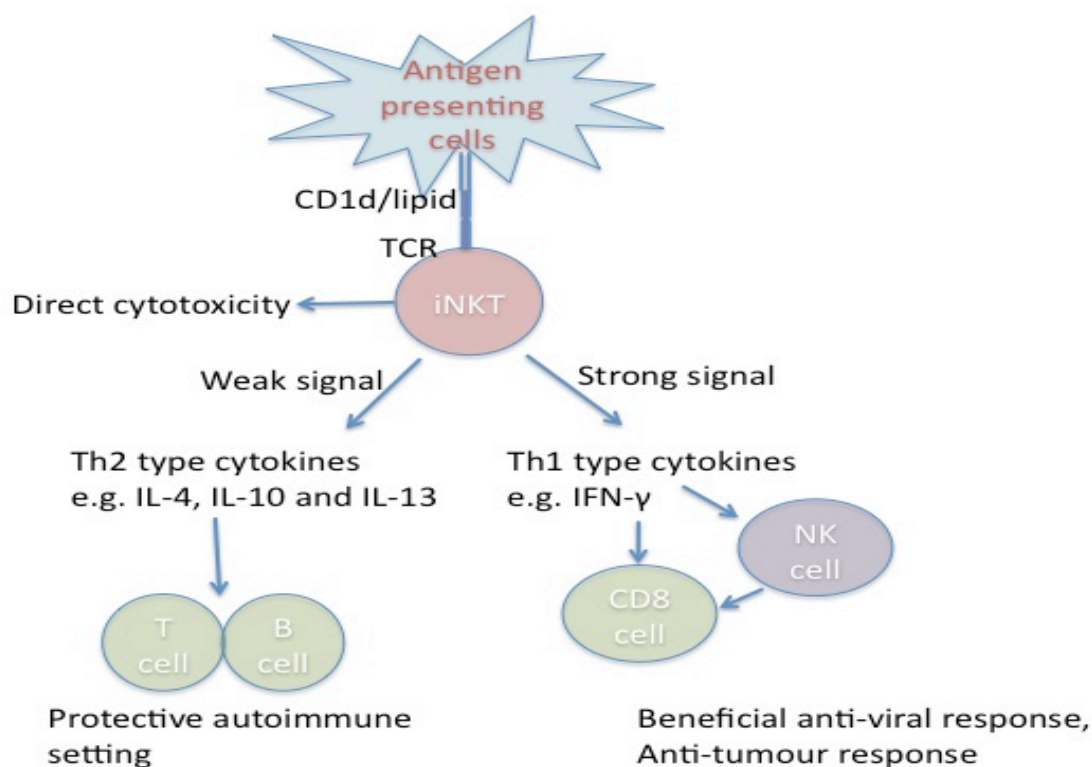 Antigen
presenting
cells
CD1d/lipid
TCR
iNKT
Direct cytotoxicity
Weak signal
Strong signal
Th2 type cytokines
e.g. IL-4, IL-10 and IL-13
Th1 type cytokines
e.g. IFN-γ
NK
cell
CD8
cell
T
cell
B
cell
Protective autoimmune
setting
Beneficial anti-viral response,
Anti-tumour response